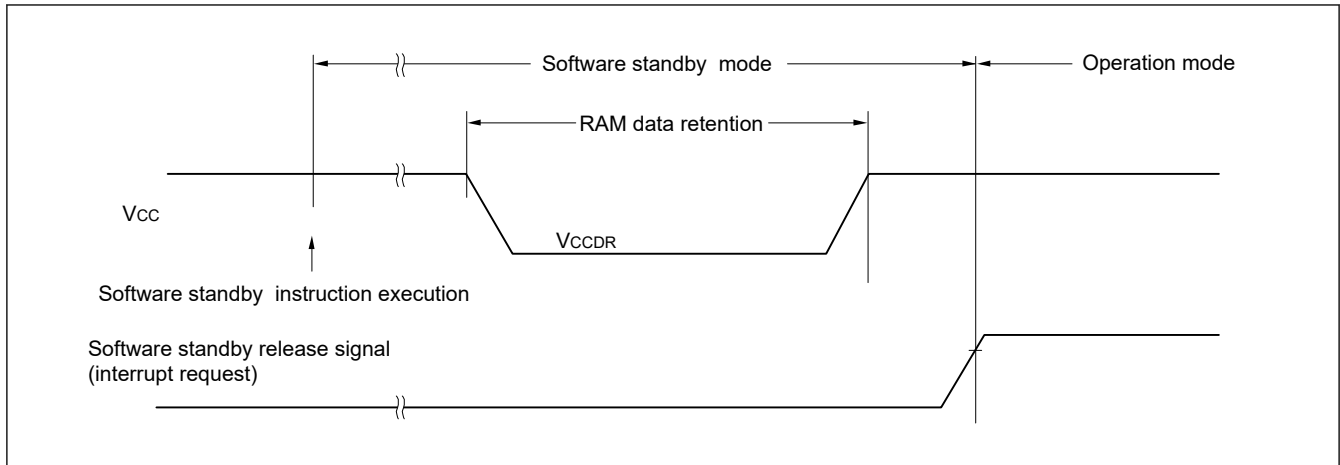 Software standby mode
Operation mode
RAM data retention
VCC
VCCDR
Software standby instruction execution
Software standby release signal
(interrupt request)